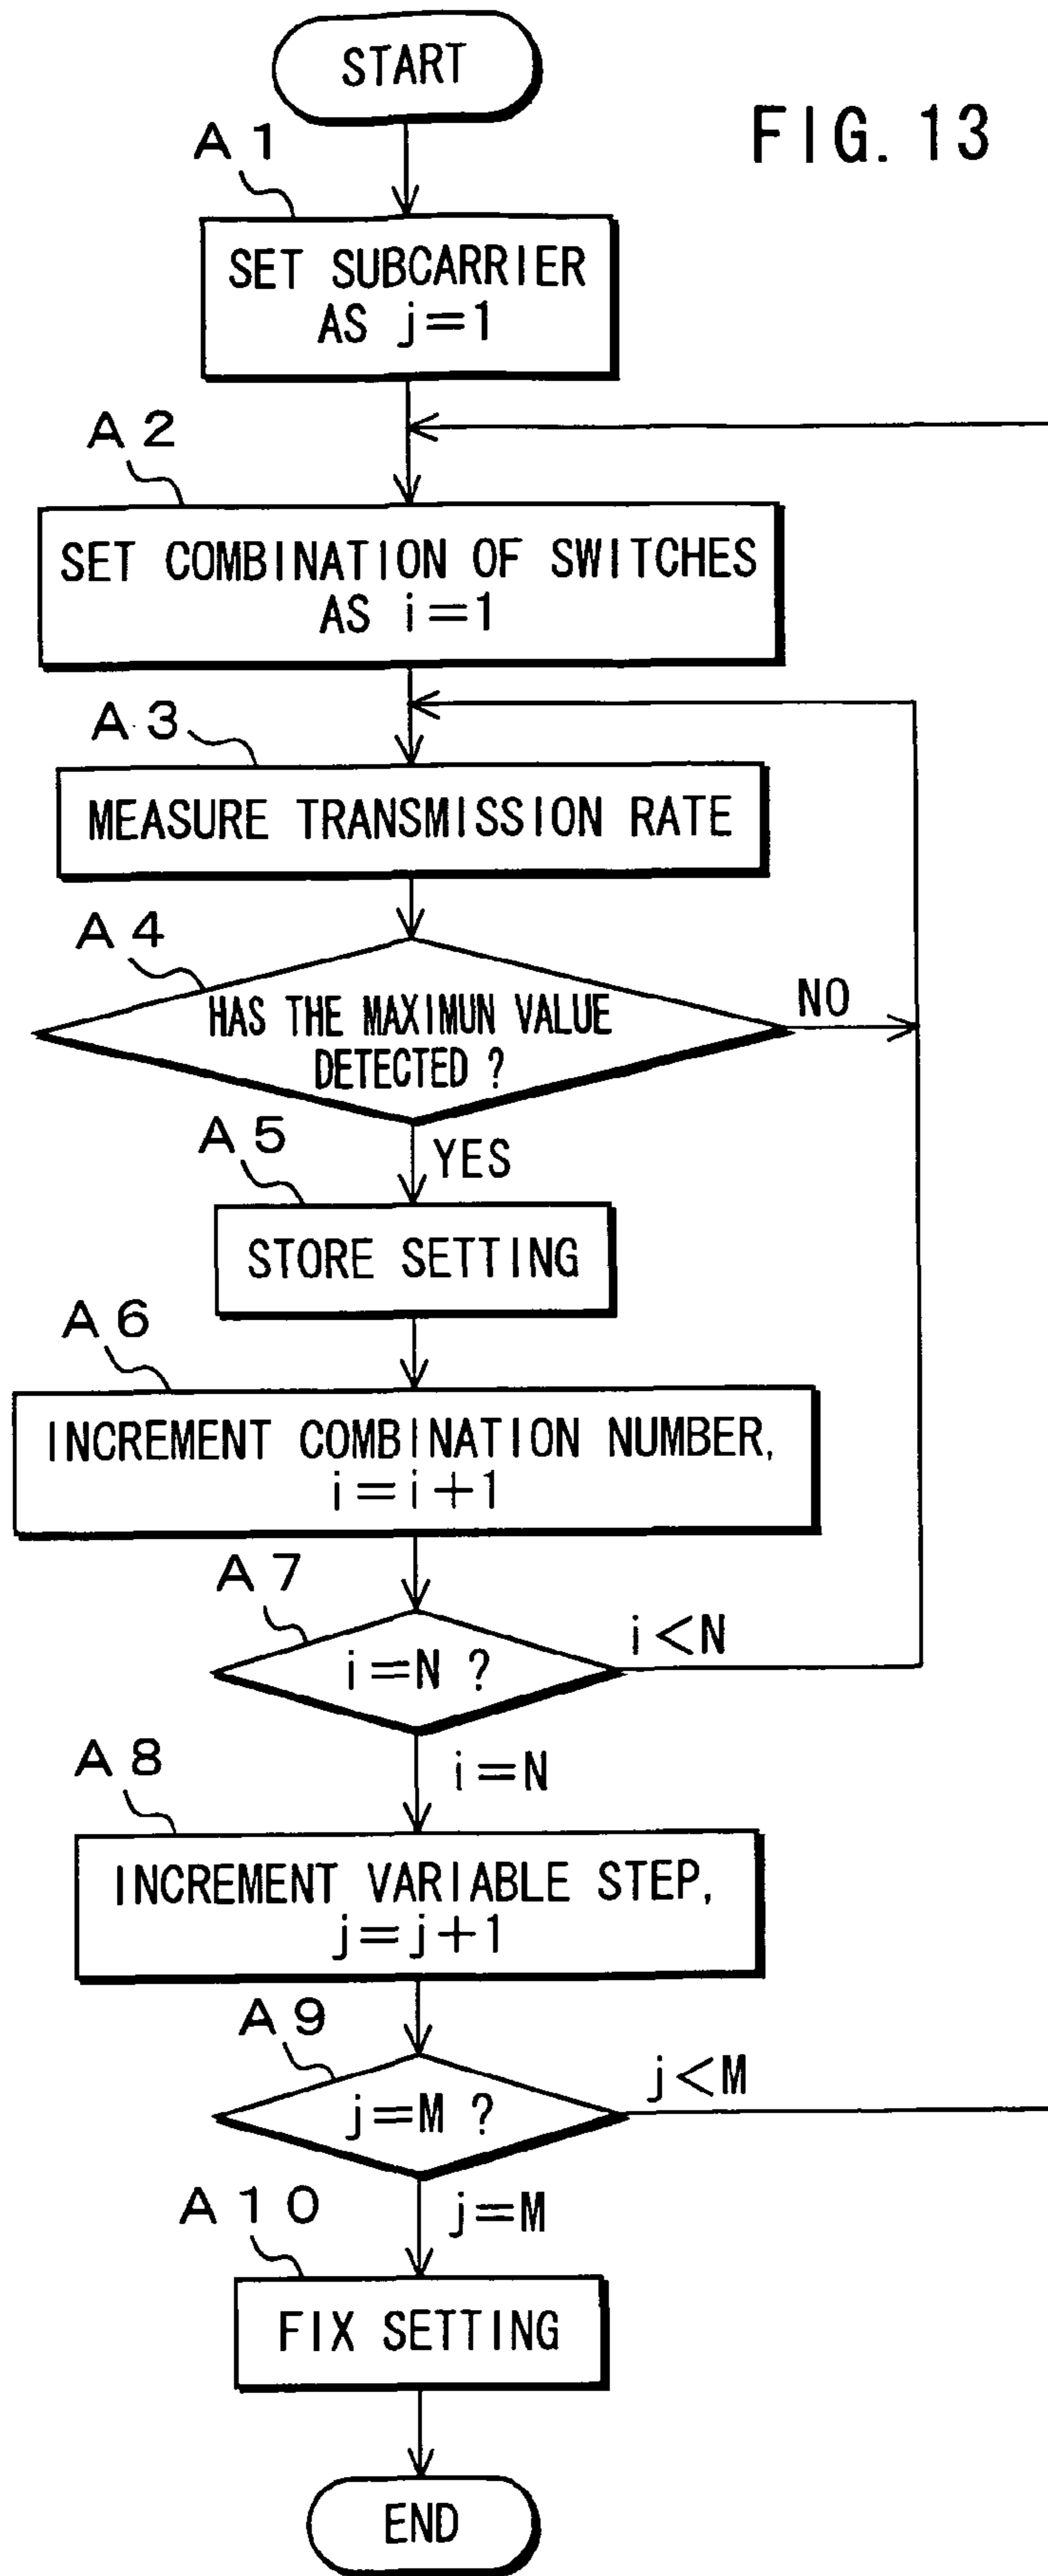 START
FIG. 13
A1
SET SUBCARRIER
AS j=1
A2
SET COMBINATION OF SWITCHES
AS i=1
A3
MEASURE TRANSMISSION RATE
A4
HAS THE MAXIMUN VALUE
DETECTED ?
NO
YES
A5
STORE SETTING
A6
INCREMENT COMBINATION NUMBER,
i=i+1
A7
i=N ?
i<N
i=N
A8
INCREMENT VARIABLE STEP,
j=j+1
A9
j=M ?
j<M
j=M
A10
FIX SETTING
END